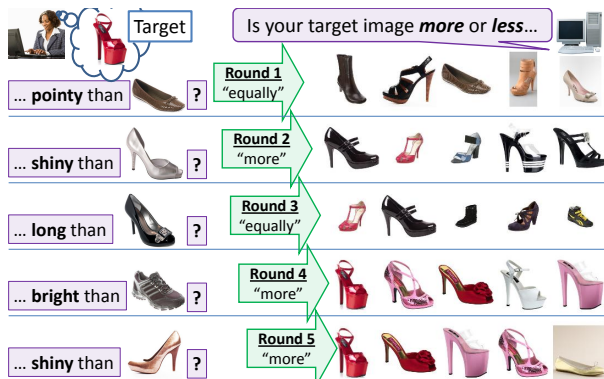 Target
Is your target image more or less...
... pointy than ?
Round 1
"equally"
... shiny than ?
Round 2
"more"
... long than ?
Round 3
"equally"
... bright than ?
Round 4
"more"
... shiny than ?
Round 5
"more"